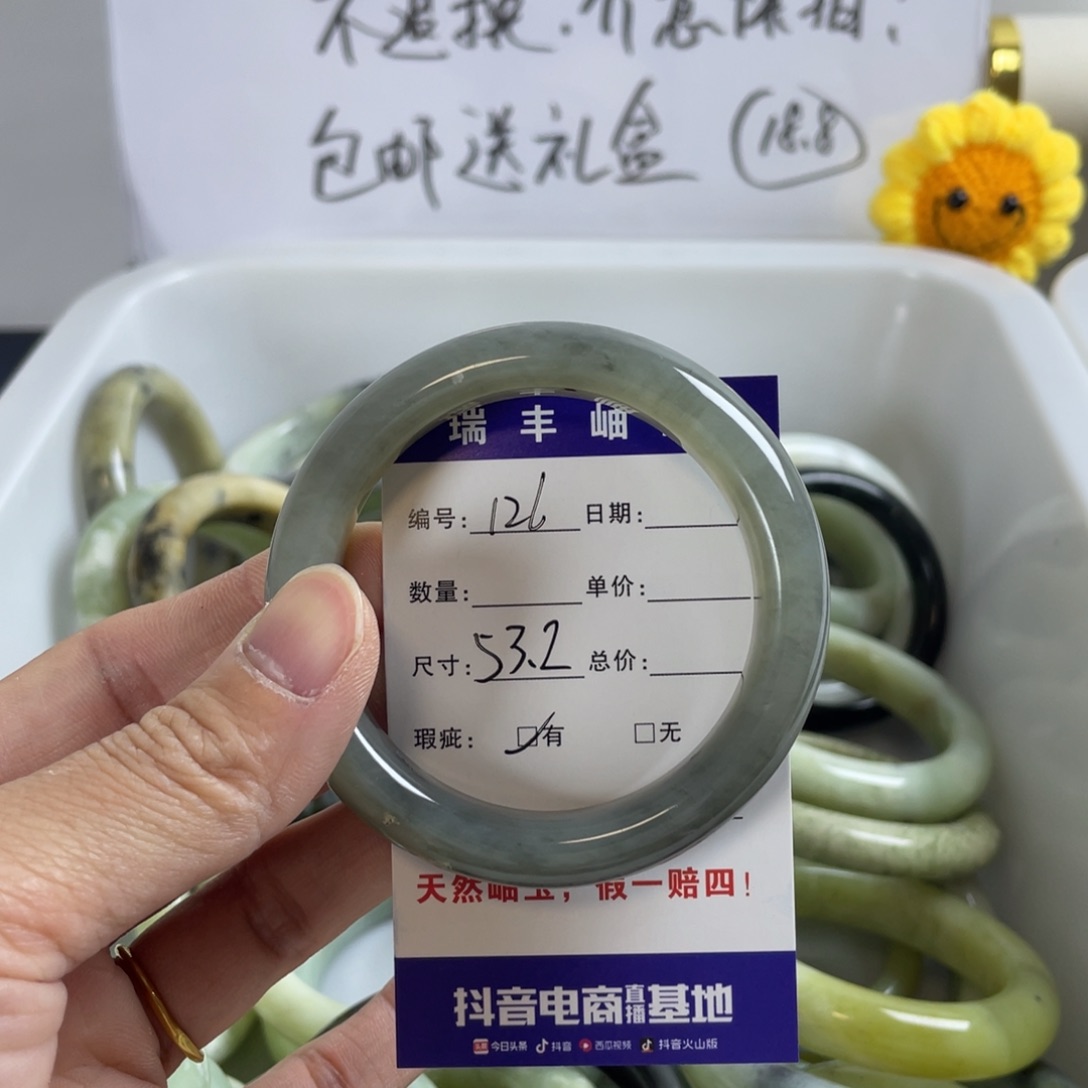 不退换，介意慎拍！
包邮送礼盒 18.8
瑞丰岫
编号: 126 日期:
数量: 单价:
尺寸: 53.2 总价:
瑕疵: ☑有 □无
天然岫玉，假一赔四！
抖音电商直播基地
头条 今日头条 抖音 西瓜视频 抖音火山版